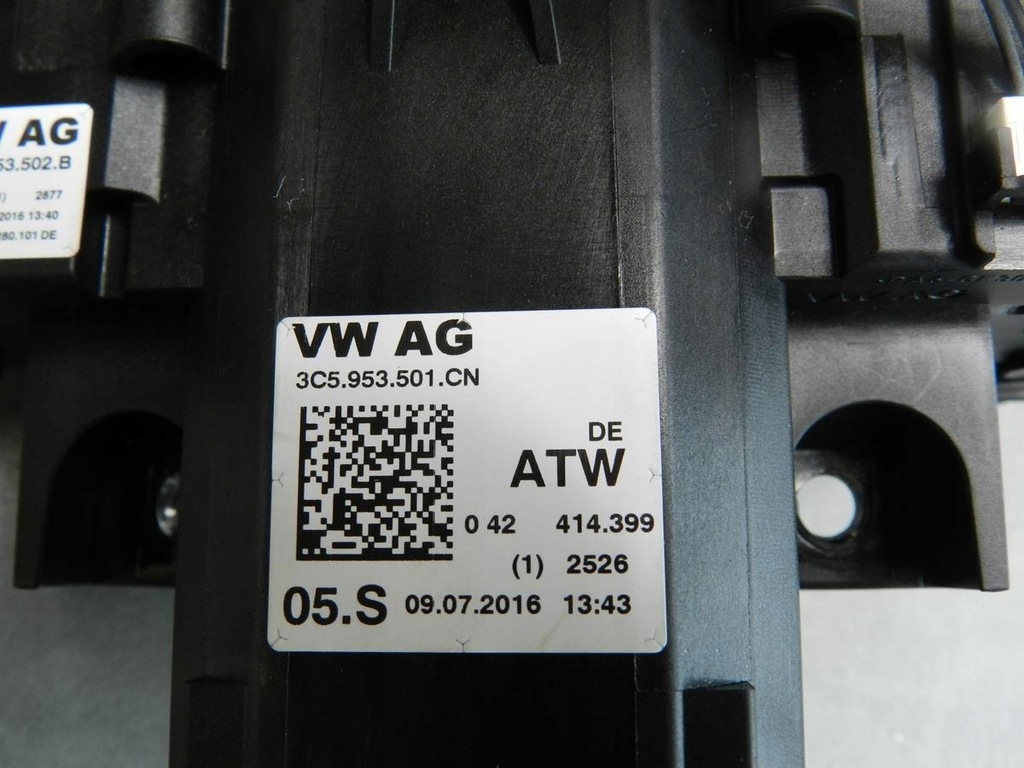 AG
53.502.B
2877
2016 13:40
280.101 DE
VW AG
3C5.953.501.CN
DE
ATW
0 42 414.399
(1) 2526
05.S 09.07.2016 13:43
VW AG